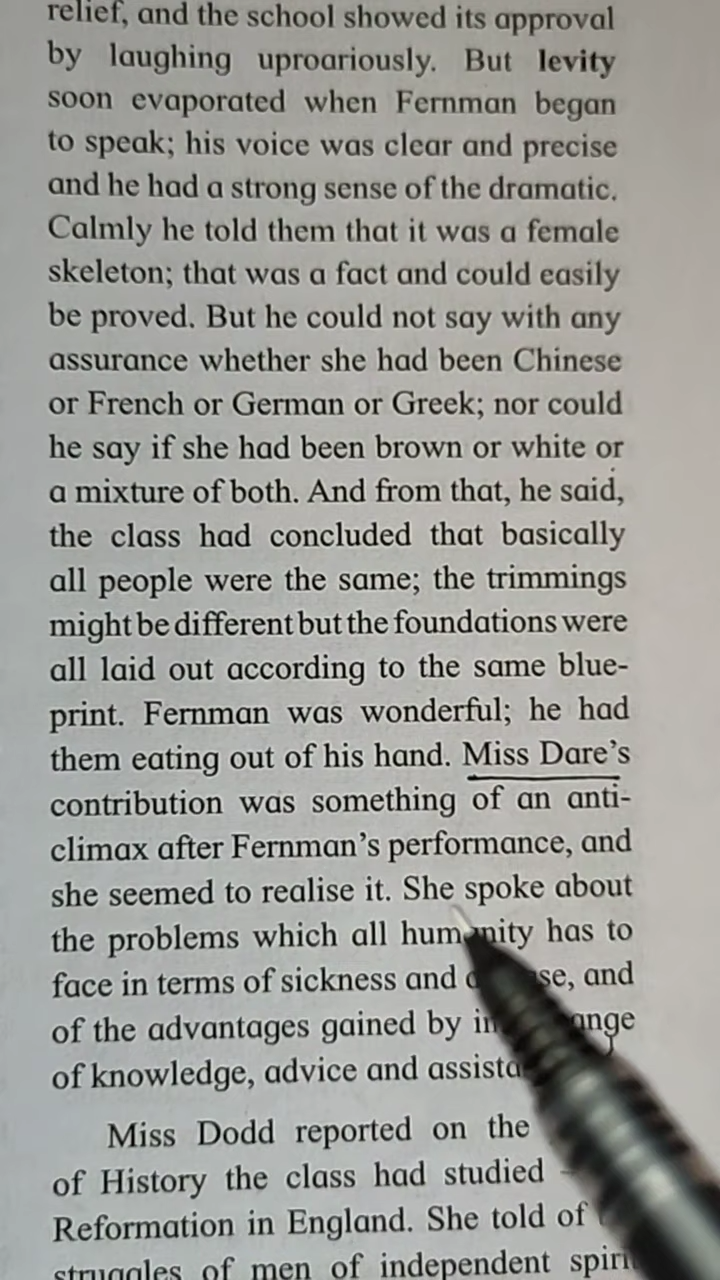 relief, and the school showed its approval
by laughing uproariously. But levity
soon evaporated when Fernman began
to speak; his voice was clear and precise
and he had a strong sense of the dramatic.
Calmly he told them that it was a female
skeleton; that was a fact and could easily
be proved. But he could not say with any
assurance whether she had been Chinese
or French or German or Greek; nor could
he say if she had been brown or white or
a mixture of both. And from that, he said,
the class had concluded that basically
all people were the same; the trimmings
might be different but the foundations were
all laid out according to the same blue-
print. Fernman was wonderful; he had
them eating out of his hand. Miss Dare's
contribution was something of an anti-
climax after Fernman's performance, and
she seemed to realise it. She spoke about
the problems which all humanity has to
face in terms of sickness and and
of the advantages gained by
of knowledge, advice and
Miss Dodd reported on the
of History the class had studied
Reformation in England. She told of
struggles of men of independent